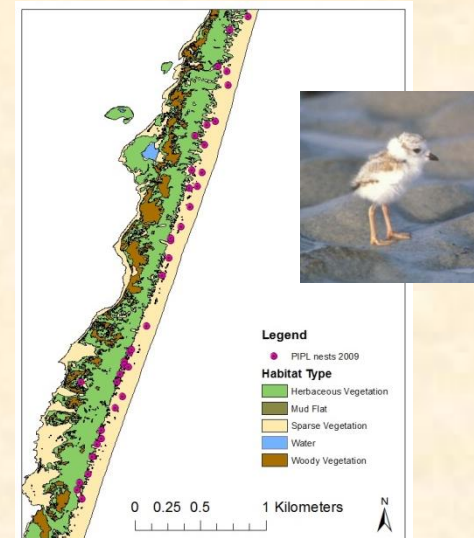 Legend
PIPL nests 2009
Habitat Type
Herbaceous Vegetation
Mud Flat
Sparse Vegetation
Water
Woody Vegetation
0 0.25 0.5 1 Kilometers
N